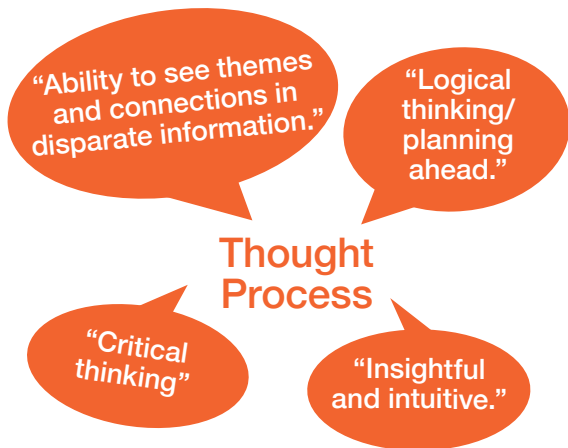 “Ability to see themes
and connections in
disparate information.”
“Logical
thinking/
planning
ahead.”
Thought
Process
“Critical
thinking”
“Insightful
and intuitive.”